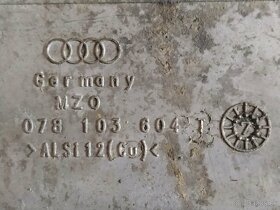 Germany
MZO
078 103 604
>ALSI12(Cu)<